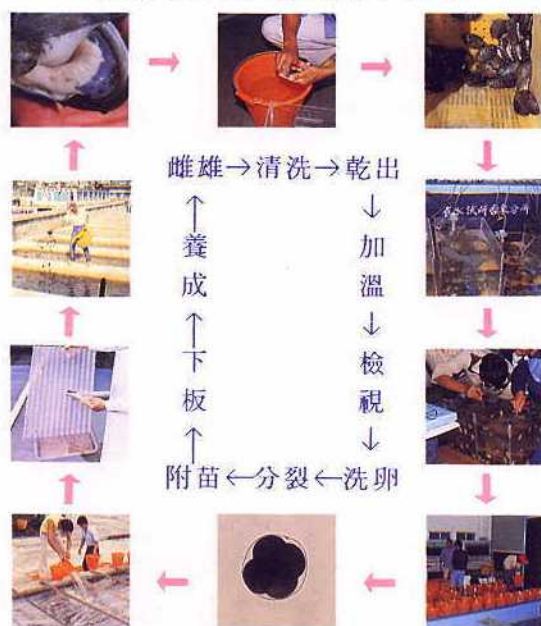 雌雄→清洗→乾出
↓
加
溫
↓
檢
視
↓
洗卵
→分裂→附苗
↑
下
板
↑
養
成
↑